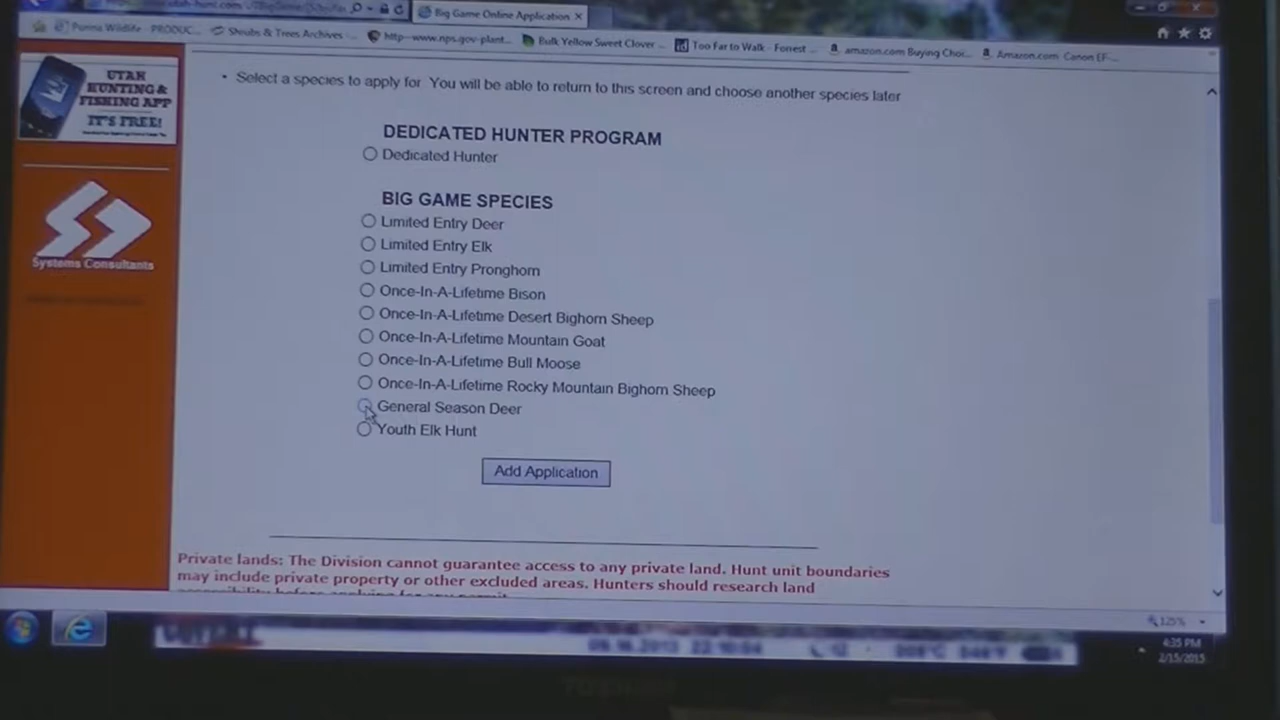 Big Game Online Application
Shrubs & Trees Archives
http--www.nps.gov-plant...
Bulk Yellow Sweet Clover ...
Too Far to Walk - Forrest ...
amazon.com Buying Choi...
Amazon.com Canon EF-...
UTAH
HUNTING &
FISHING APP
IT'S FREE!
• Select a species to apply for You will be able to return to this screen and choose another species later
DEDICATED HUNTER PROGRAM
Dedicated Hunter
BIG GAME SPECIES
Limited Entry Deer
Limited Entry Elk
Limited Entry Pronghorn
Once-In-A-Lifetime Bison
Once-In-A-Lifetime Desert Bighorn Sheep
Once-In-A-Lifetime Mountain Goat
Once-In-A-Lifetime Bull Moose
Once-In-A-Lifetime Rocky Mountain Bighorn Sheep
General Season Deer
Youth Elk Hunt
Add Application
Systems Consultants
Private lands: The Division cannot guarantee access to any private land. Hunt unit boundaries
may include private property or other excluded areas. Hunters should research land
125%
4:35 PM
2/15/2015